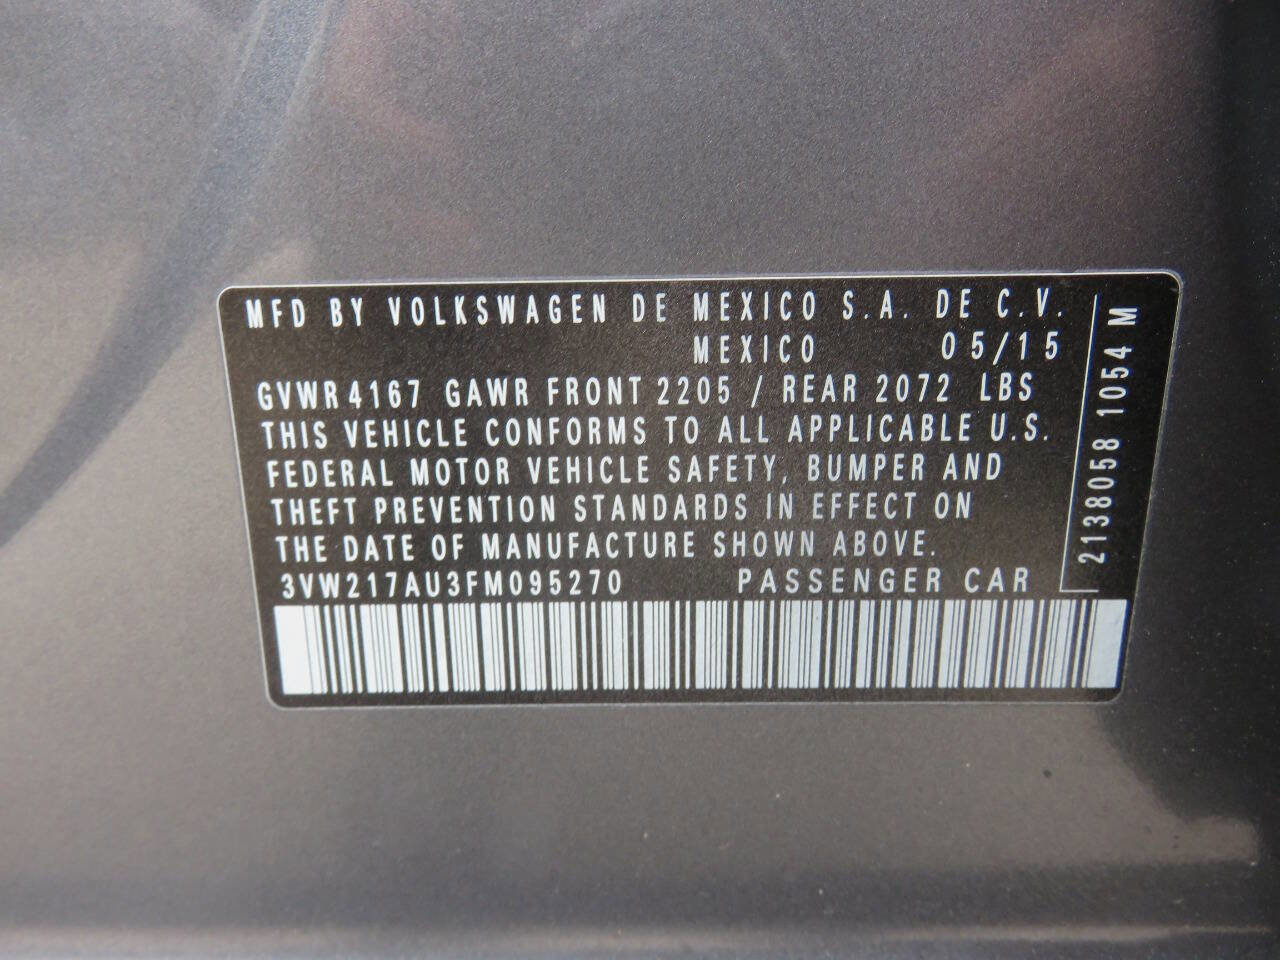 MFD BY VOLKSWAGEN DE MEXICO S.A. DE C.V.
MEXICO 05/15
GVWR 4167 GAWR FRONT 2205 / REAR 2072 LBS
THIS VEHICLE CONFORMS TO ALL APPLICABLE U.S.
FEDERAL MOTOR VEHICLE SAFETY, BUMPER AND
THEFT PREVENTION STANDARDS IN EFFECT ON
THE DATE OF MANUFACTURE SHOWN ABOVE.
3VW217AU3FM095270 PASSENGER CAR
2138058 1054 M